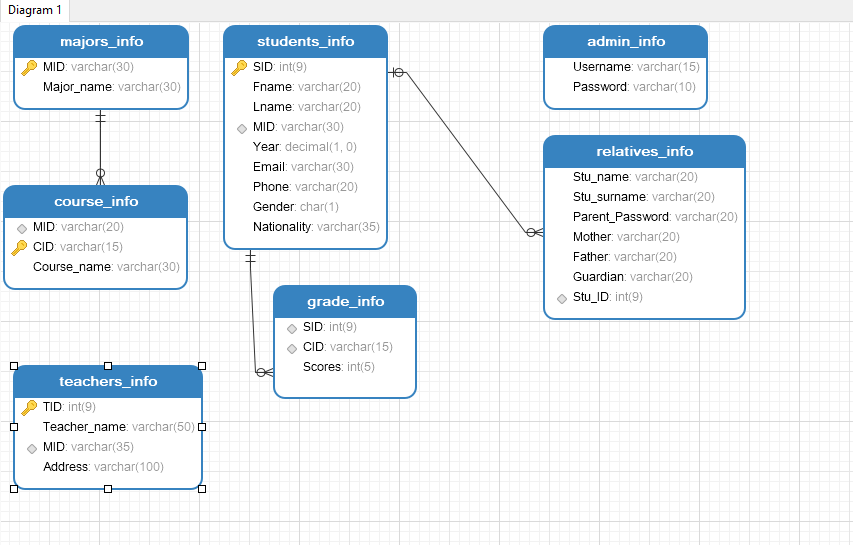 Diagram 1
majors_info
MID: varchar(30)
Major_name: varchar(30)
students_info
SID: int(9)
Fname: varchar(20)
Lname: varchar(20)
MID: varchar(30)
Year: decimal(1, 0)
Email: varchar(30)
Phone: varchar(20)
Gender: char(1)
Nationality: varchar(35)
admin_info
Username: varchar(15)
Password: varchar(10)
relatives_info
Stu_name: varchar(20)
Stu_surname: varchar(20)
Parent_Password: varchar(20)
Mother: varchar(20)
Father: varchar(20)
Guardian: varchar(20)
Stu_ID: int(9)
course_info
MID: varchar(20)
CID: varchar(15)
Course_name: varchar(30)
grade_info
SID: int(9)
CID: varchar(15)
Scores: int(5)
teachers_info
TID: int(9)
Teacher_name: varchar(50)
MID: varchar(35)
Address: varchar(100)